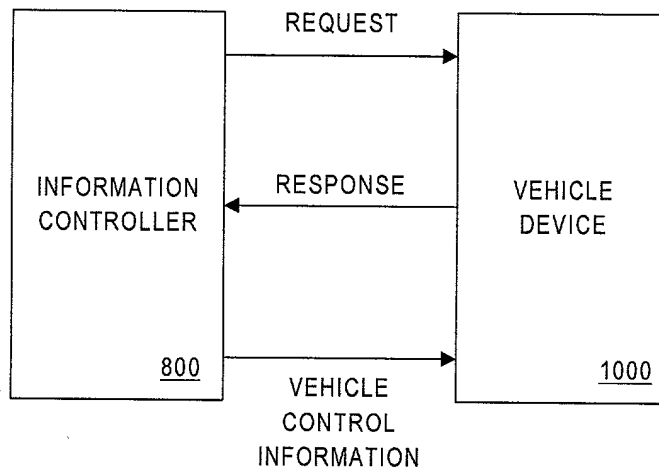 REQUEST
INFORMATION
CONTROLLER
800
RESPONSE
VEHICLE
DEVICE
1000
VEHICLE
CONTROL
INFORMATION